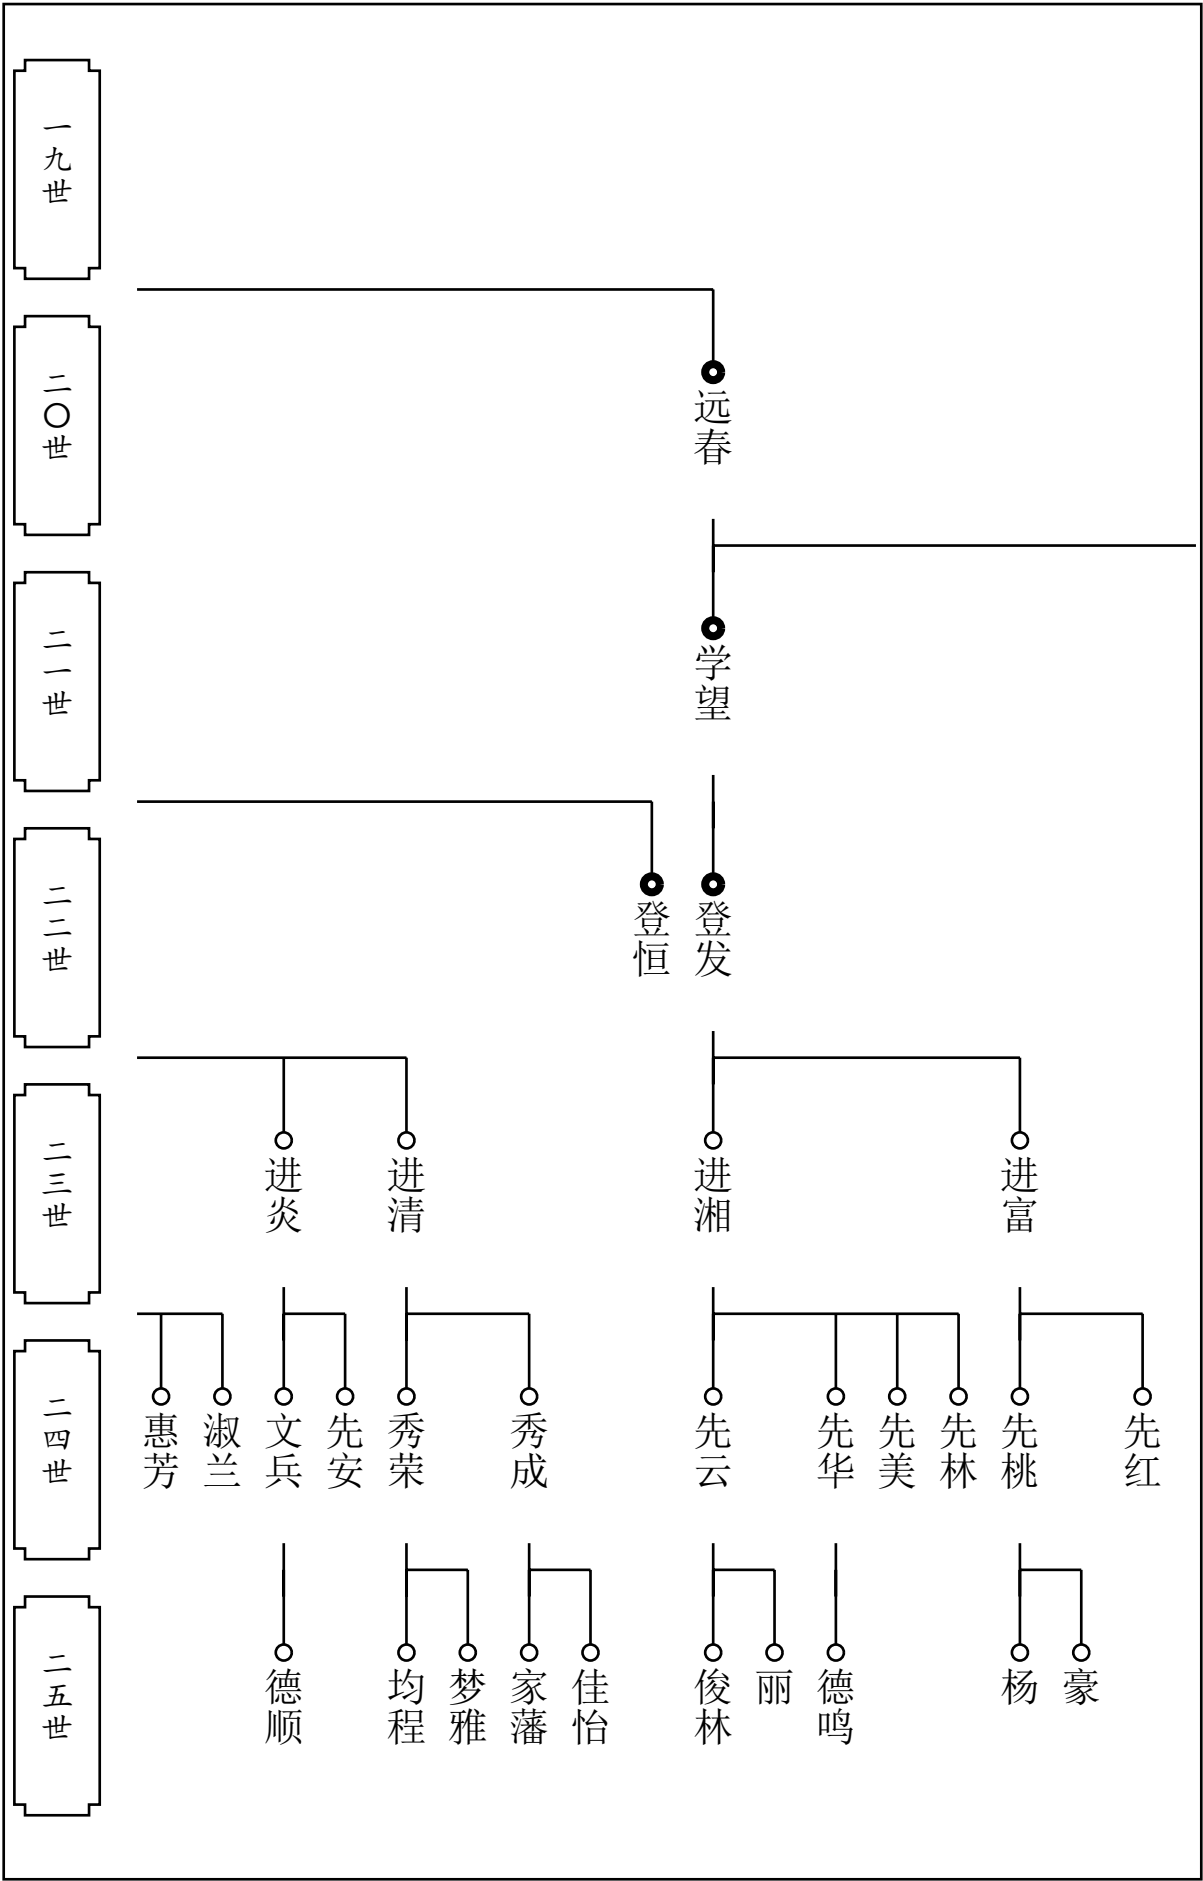 一九世
二〇世
二一世
二二世
二三世
二四世
二五世
远春
学望
登恒
登发
进炎
进清
进湘
进富
惠芳
淑兰
文兵
先安
秀荣
秀成
先云
先华
先美
先林
先桃
先红
德顺
均程
梦雅
家藩
佳怡
俊林
丽
德鸣
杨
豪